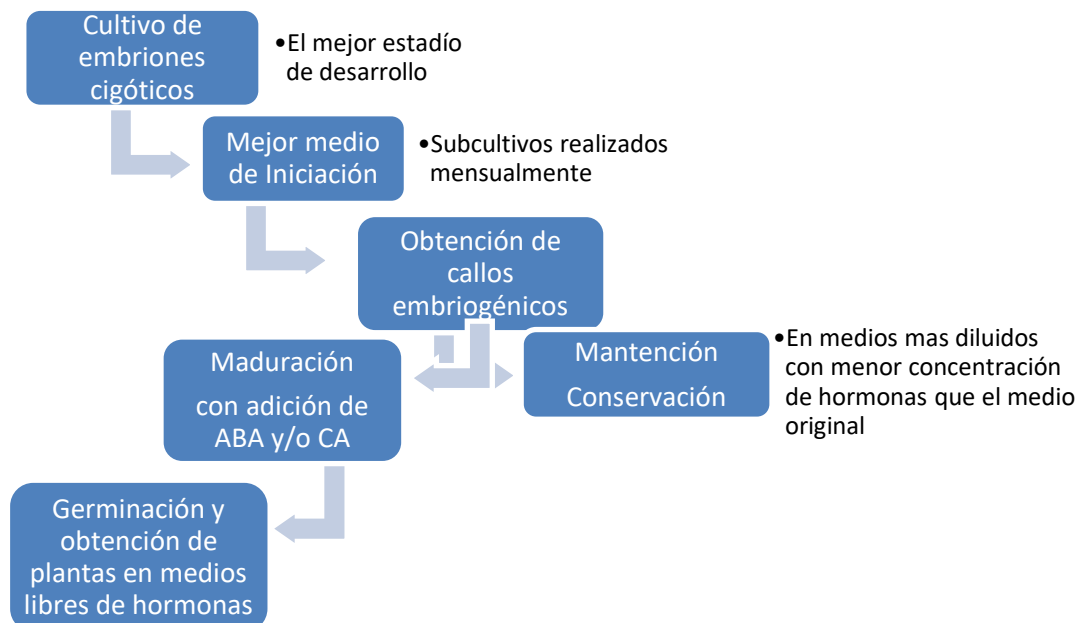 Cultivo de
embriones
cigóticos
•El mejor estadío
de desarrollo
Mejor medio
de Iniciación
•Subcultivos realizados
mensualmente
Obtención de
callos
embriogénicos
Maduración
con adición de
ABA y/o CA
Mantención
Conservación
•En medios mas diluidos
con menor concentración
de hormonas que el medio
original
Germinación y
obtención de
plantas en medios
libres de hormonas